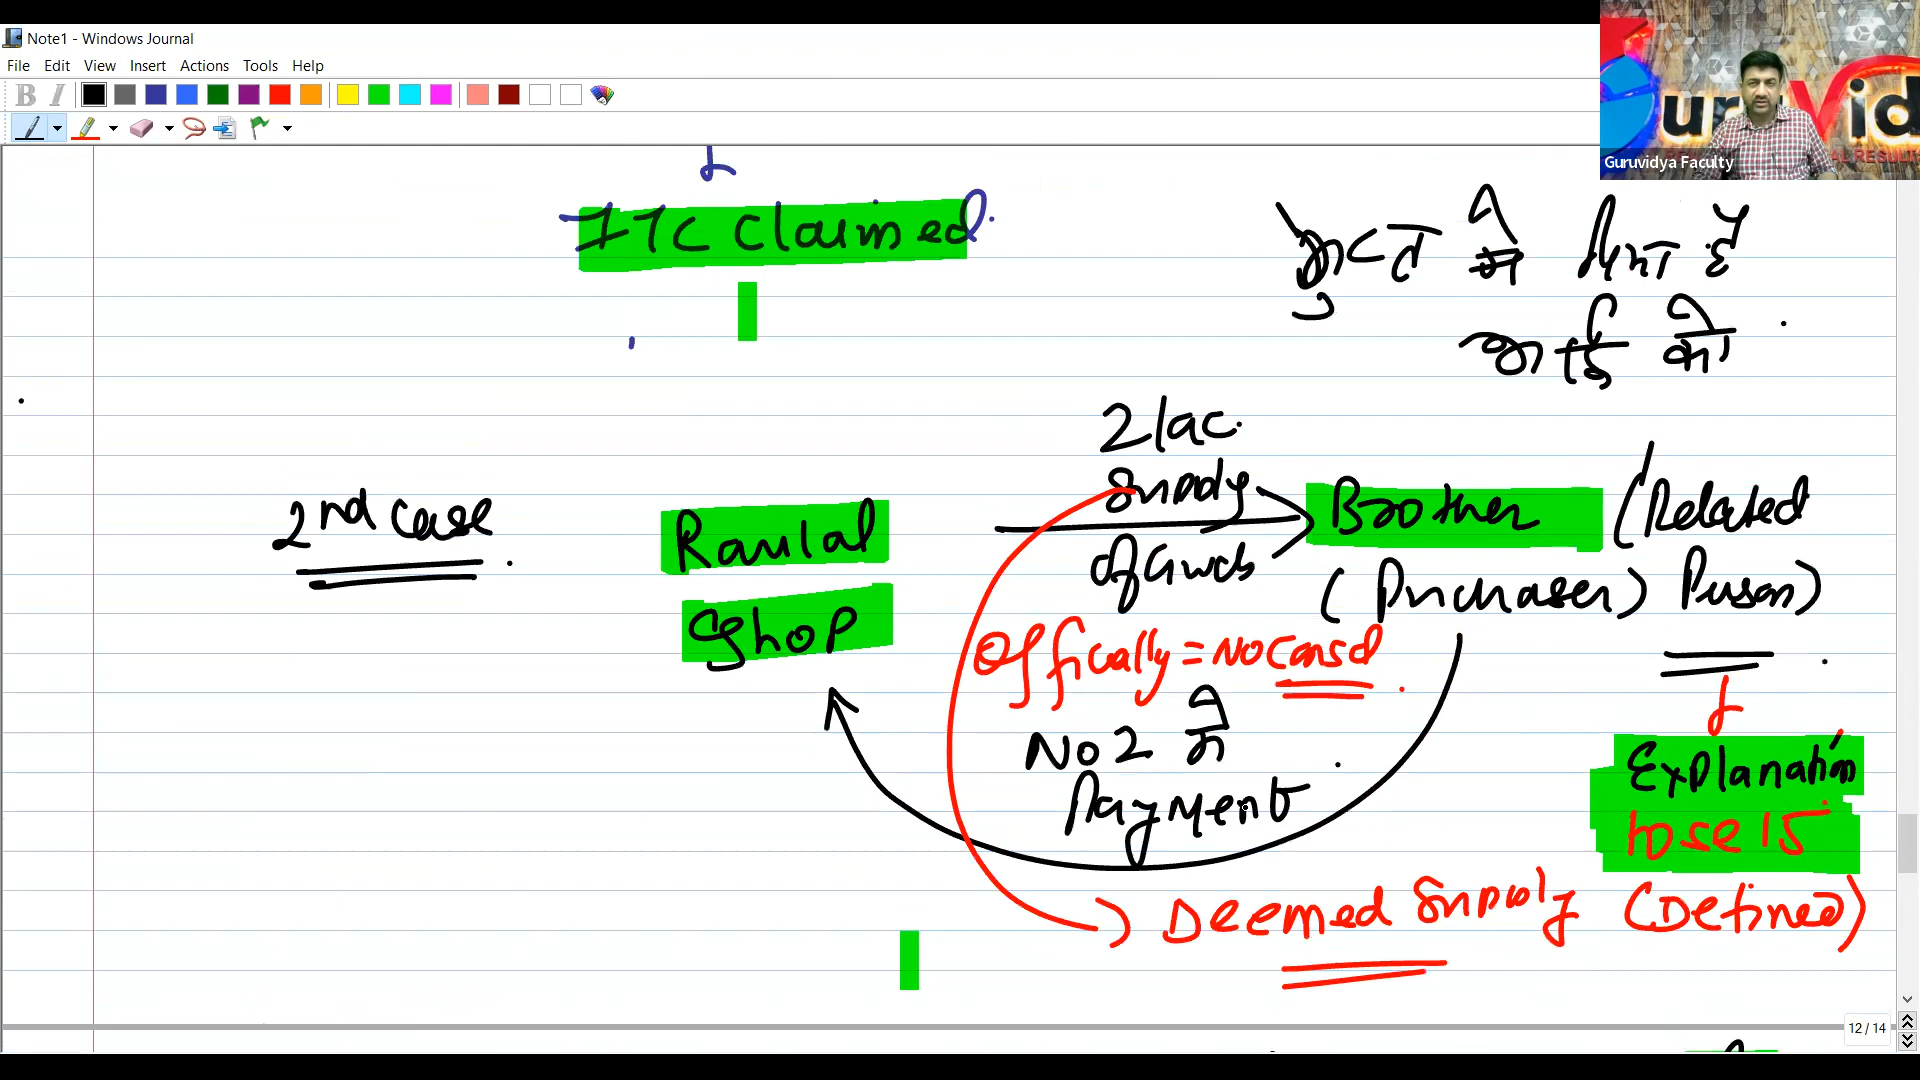 Note1 - Windows Journal
File Edit View Insert Actions Tools Help
Guruvidya Faculty
ITC Claimed
2 lac
2nd case
Ramlal
Shop
Supply
of Goods
Brother
(Purchaser)
(Related
Person)
Offically = No Consd
No 2 की
Payment
Explanation
to se 15
Deemed Supply (Defined)
12 / 14